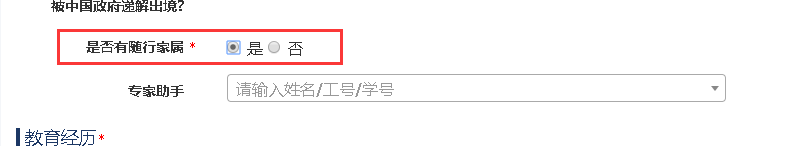 被中国政府递解出境?
是否有随行家属 * 是 否
专家助手 请输入姓名/工号/学号
教育经历*